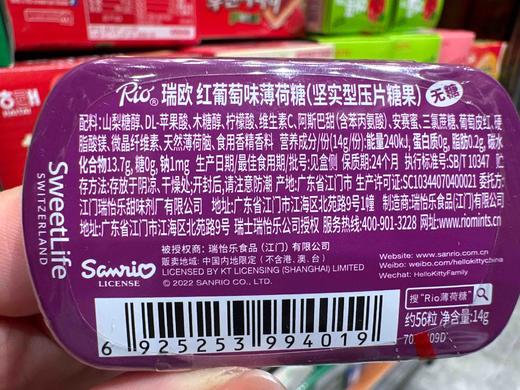 Rio® 瑞欧 红葡萄味薄荷糖(坚实型压片糖果) 无糖
配料:山梨糖醇、DL-苹果酸、木糖醇、柠檬酸、维生素C、阿斯巴甜(含苯丙氨酸)、安赛蜜、三氯蔗糖、葡萄皮红、硬
脂酸镁、微晶纤维素、天然薄荷脑、食用香精香料 营养成分/份(14g/份):能量240kJ, 蛋白质0g, 脂肪0.2g, 碳水
化合物13.7g, 糖0g, 钠1mg 生产日期/最佳食用期/批号:见盒侧 保质期:24个月 执行标准号:SB/T 10347 贮
存方法:存放于阴凉、干燥处;开封后,请注意防潮 产地:广东省江门市 生产许可证:SC10344070400021 委托方:
江门瑞怡乐甜味剂厂有限公司 地址:广东省江门市江海区北苑路9号1幢 制造商:瑞怡乐食品(江门)有限公司
地址:广东省江门市江海区北苑路9号 瑞士瑞怡乐公司授权 服务热线:400-901-3228 网址:www.riomints.cn
SweetLife
SWITZERLAND
Sanrio
LICENSE
被授权商: 瑞怡乐食品(江门)有限公司
贩卖地域: 中国内地限定 (不含港、澳、台)
LICENSED BY KT LICENSING (SHANGHAI) LIMITED
© 2022 SANRIO CO., LTD.
Website: www.sanrio.com.cn
Weibo: weibo.com/hellokittychina
Wechat: HelloKittyFamily
搜 "Rio薄荷糖"
约56粒 净含量:14g
6 925253 994019